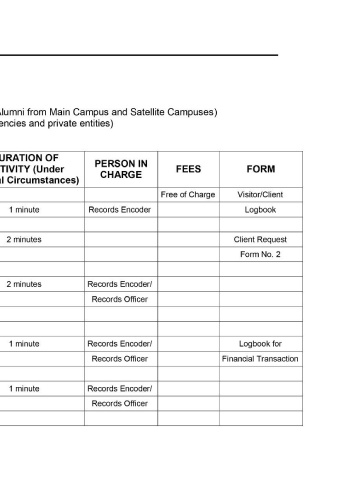 Alumni from Main Campus and Satellite Campuses)
encies and private entities)
URATION OF
TIVITY (Under
l Circumstances)
PERSON IN
CHARGE
FEES
FORM
Free of Charge Visitor/Client
1 minute Records Encoder Logbook
2 minutes Client Request
Form No. 2
2 minutes Records Encoder/
Records Officer
1 minute Records Encoder/ Logbook for
Records Officer Financial Transaction
1 minute Records Encoder/
Records Officer